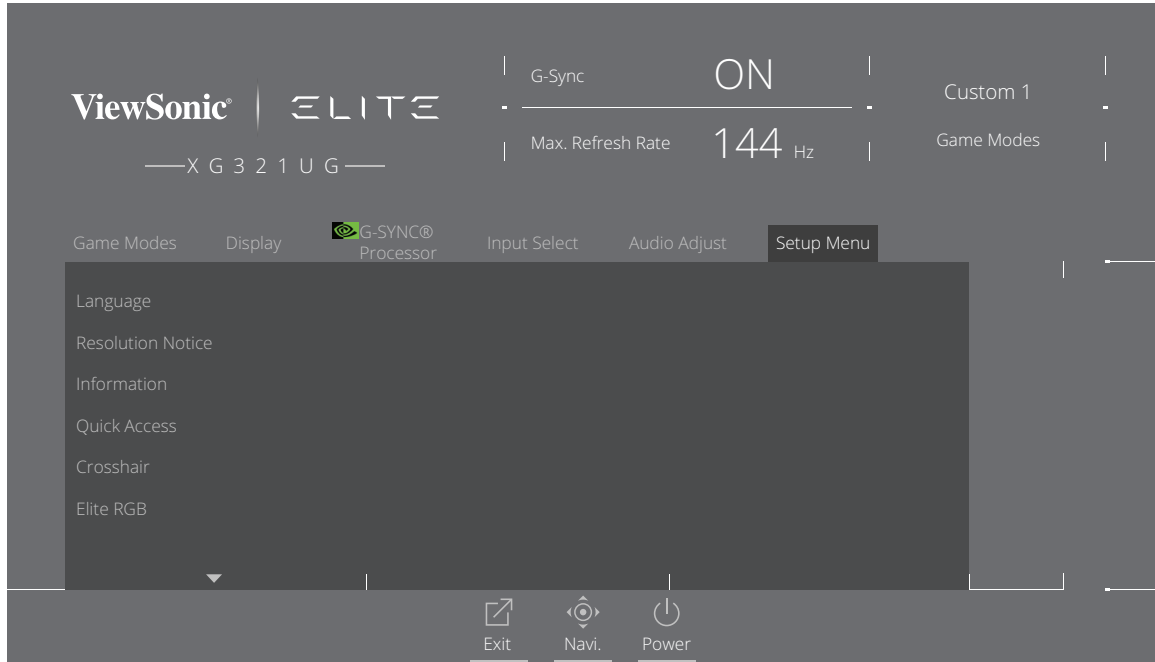 ViewSonic® ELITE
XG321UG
G-Sync ON
Max. Refresh Rate 144 Hz
Custom 1
Game Modes
Game Modes Display G-SYNC® Processor Input Select Audio Adjust Setup Menu
Language
Resolution Notice
Information
Quick Access
Crosshair
Elite RGB
Exit Navi. Power